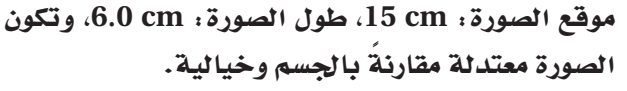 موقع الصورة: 15 cm، طول الصورة: 6.0 cm، وتكون
الصورة معتدلة مقارنةً بالجسم وخيالية.